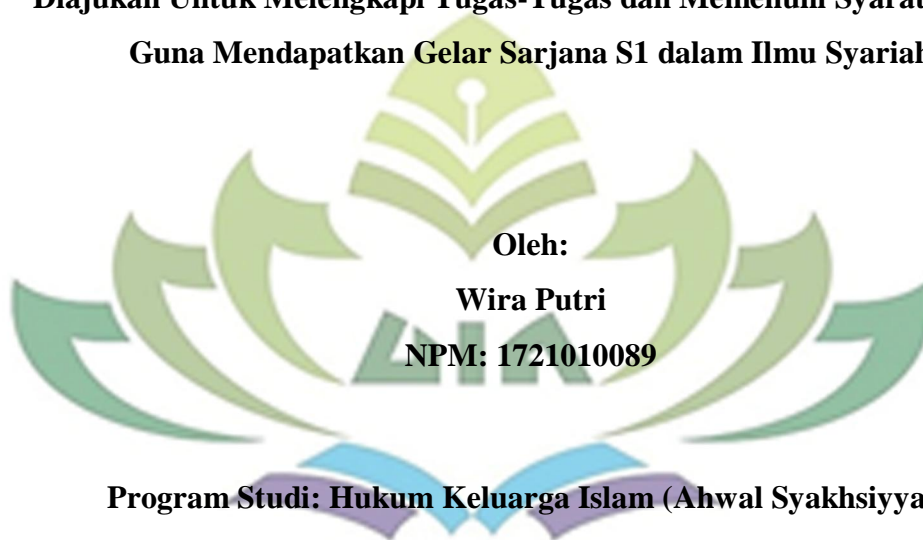 Diajukan Untuk Melengkapi Tugas-Tugas dan Memenuhi Syarat
Guna Mendapatkan Gelar Sarjana S1 dalam Ilmu Syariah
Oleh:
Wira Putri
NPM: 1721010089
Program Studi: Hukum Keluarga Islam (Ahwal Syakhsiyya